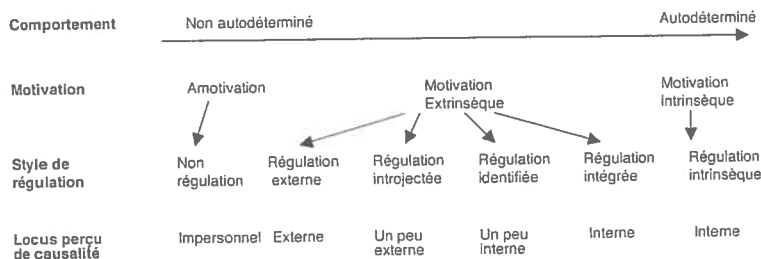 Comportement Non autodéterminé Autodéterminé
Motivation Amotivation Motivation Motivation
Extrinsèque intrinsèque
Style de Non Régulation Régulation Régulation Régulation Régulation
régulation régulation externe introjectée identifiée intégrée intrinsèque
Locus perçu Impersonnel Externe Un peu Un peu Interne Interne
de causalité externe interne